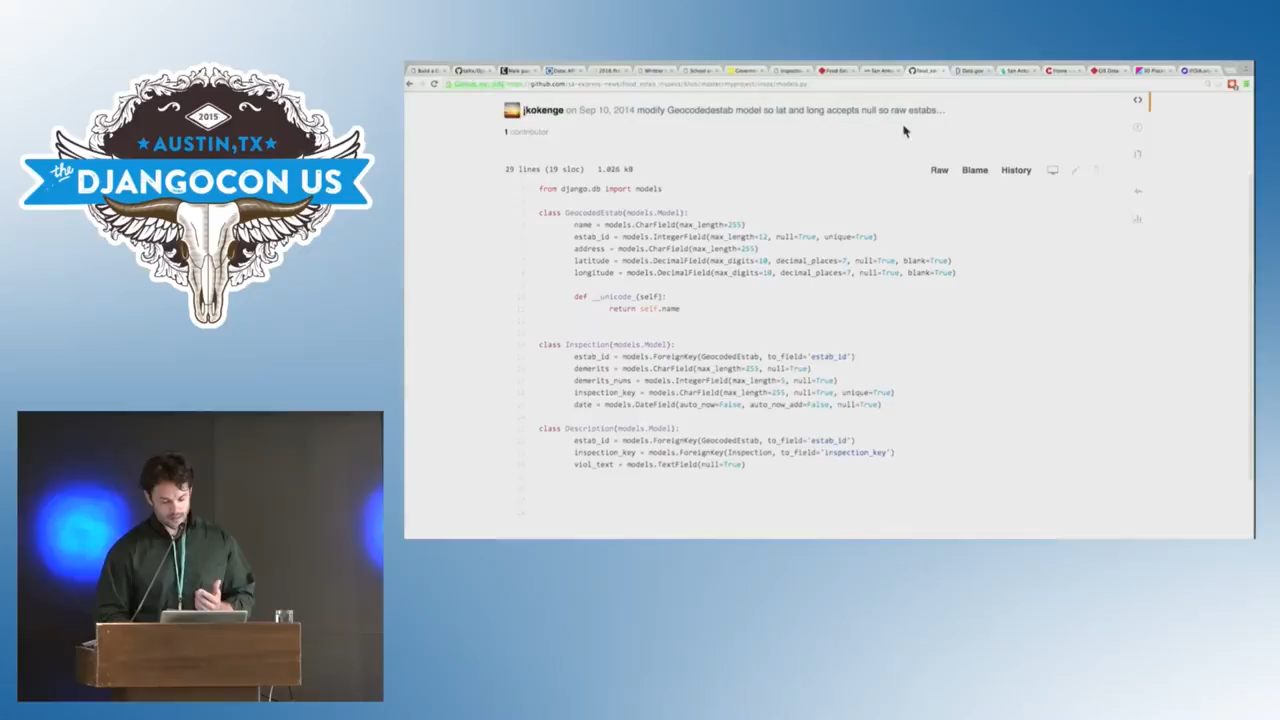 2015
AUSTIN, TX
the
DJANGOCON US
jkokenge on Sep 10, 2014 modify Geocodedestab model so lat and long accepts null so raw estabs…
1 contributor
29 lines (19 sloc) 1.026 kB
Raw Blame History
from django.db import models
class GeocodedEstab(models.Model):
name = models.CharField(max_length=255)
estab_id = models.IntegerField(max_length=12, null=True, unique=True)
address = models.CharField(max_length=255)
latitude = models.DecimalField(max_digits=10, decimal_places=7, null=True, blank=True)
longitude = models.DecimalField(max_digits=10, decimal_places=7, null=True, blank=True)
def __unicode_(self):
return self.name
class Inspection(models.Model):
estab_id = models.ForeignKey(GeocodedEstab, to_field='estab_id')
demerits = models.CharField(max_length=255, null=True)
demerits_nums = models.IntegerField(max_length=5, null=True)
inspection_key = models.CharField(max_length=255, null=True, unique=True)
date = models.DateField(auto_now=False, auto_now_add=False, null=True)
class Description(models.Model):
estab_id = models.ForeignKey(GeocodedEstab, to_field='estab_id')
inspection_key = models.ForeignKey(Inspection, to_field='inspection_key')
viol_text = models.TextField(null=True)